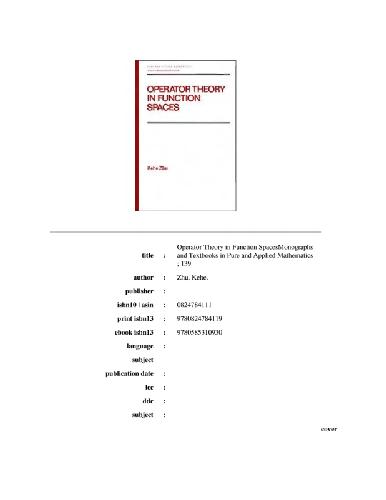 OPERATOR THEORY
IN FUNCTION
SPACES
Kehe Zhu
Operator Theory in Function SpacesMonographs
title : and Textbooks in Pure and Applied Mathematics
; 139
author : Zhu, Kehe.
publisher :
isbn10 | asin : 0824784111
print isbn13 : 9780824784119
ebook isbn13 : 9780585310930
language :
subject
publication date :
lcc :
ddc :
subject :
cover